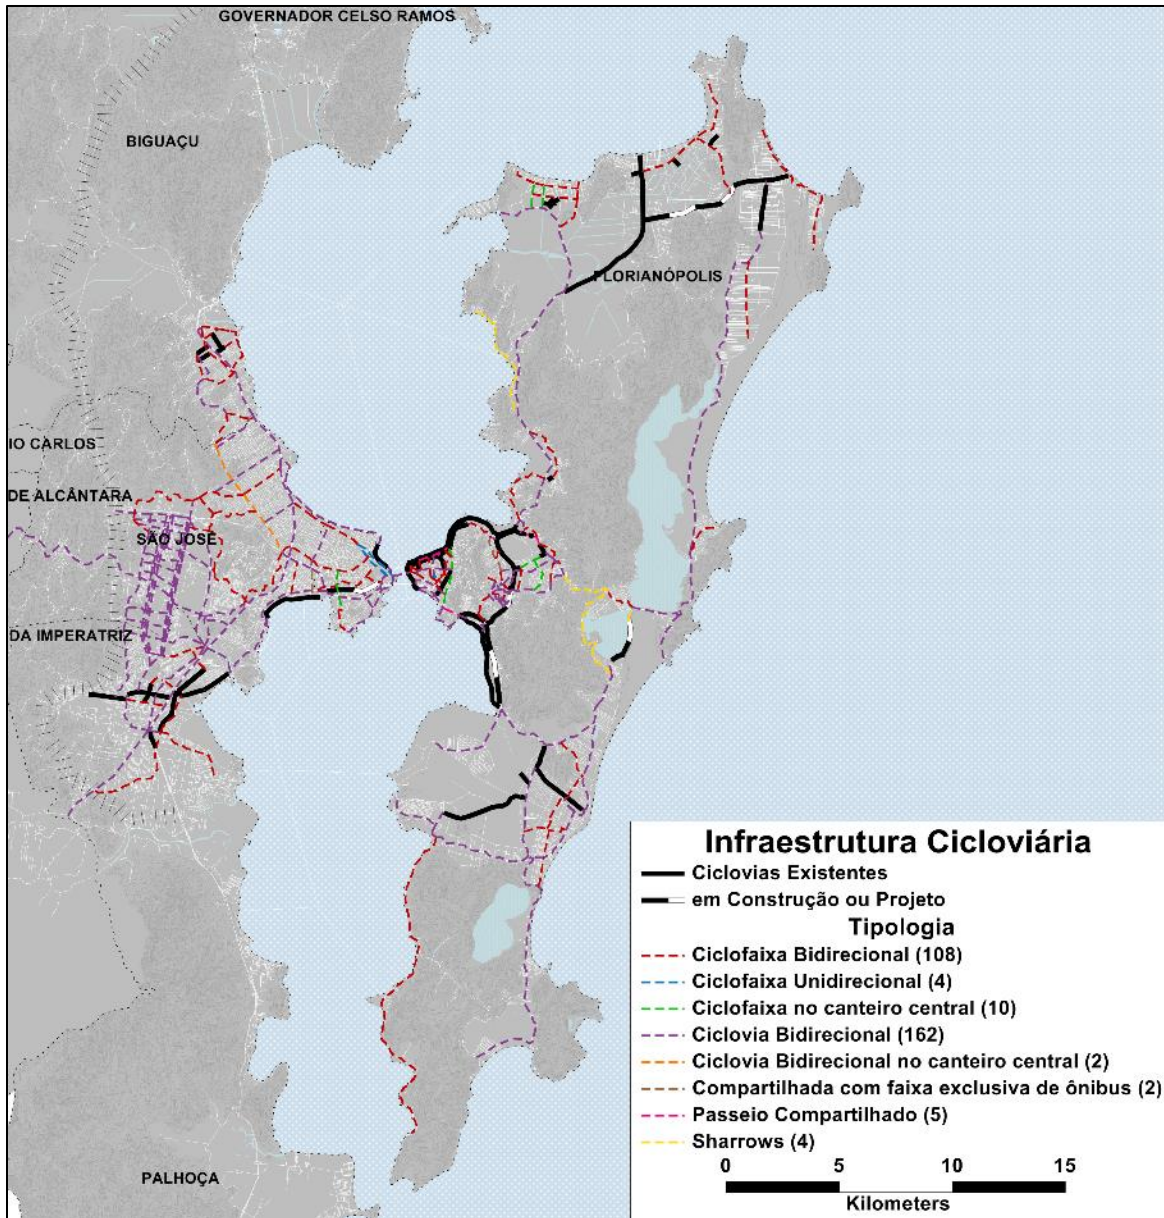 GOVERNADOR CELSO RAMOS
BIGUAÇU
FLORIANÓPOLIS
IO CARLOS
DE ALCÂNTARA
SÃO JOSÉ
DA IMPERATRIZ
PALHOÇA
Infraestrutura Cicloviária
Ciclovias Existentes
em Construção ou Projeto
Tipologia
Ciclofaixa Bidirecional (108)
Ciclofaixa Unidirecional (4)
Ciclofaixa no canteiro central (10)
Ciclovia Bidirecional (162)
Ciclovia Bidirecional no canteiro central (2)
Compartilhada com faixa exclusiva de ônibus (2)
Passeio Compartilhado (5)
Sharrows (4)
0 5 10 15
Kilometers